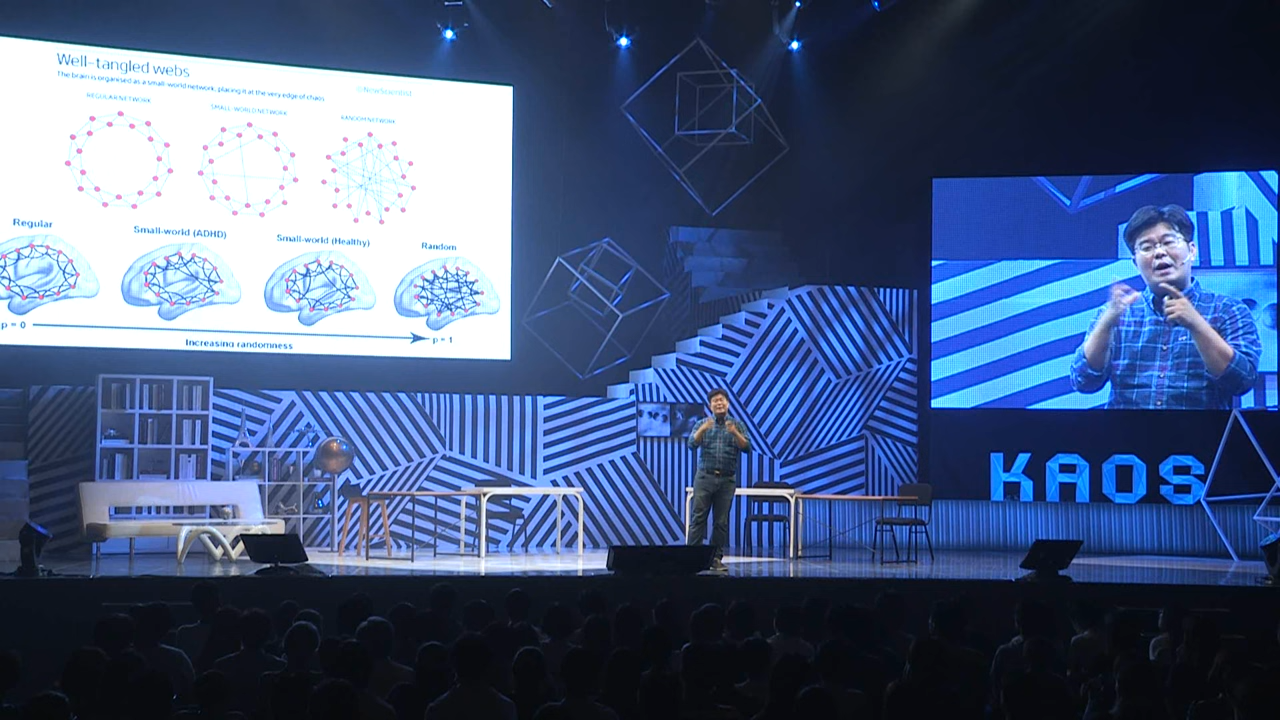 Well-tangled webs
The brain is organised as a small-world network, placing it at the very edge of chaos
©NewScientist
REGULAR NETWORK
SMALL-WORLD NETWORK
RANDOM NETWORK
Regular
Small-world (ADHD)
Small-world (Healthy)
Random
p = 0
Increasing randomness
p = 1
KAOS